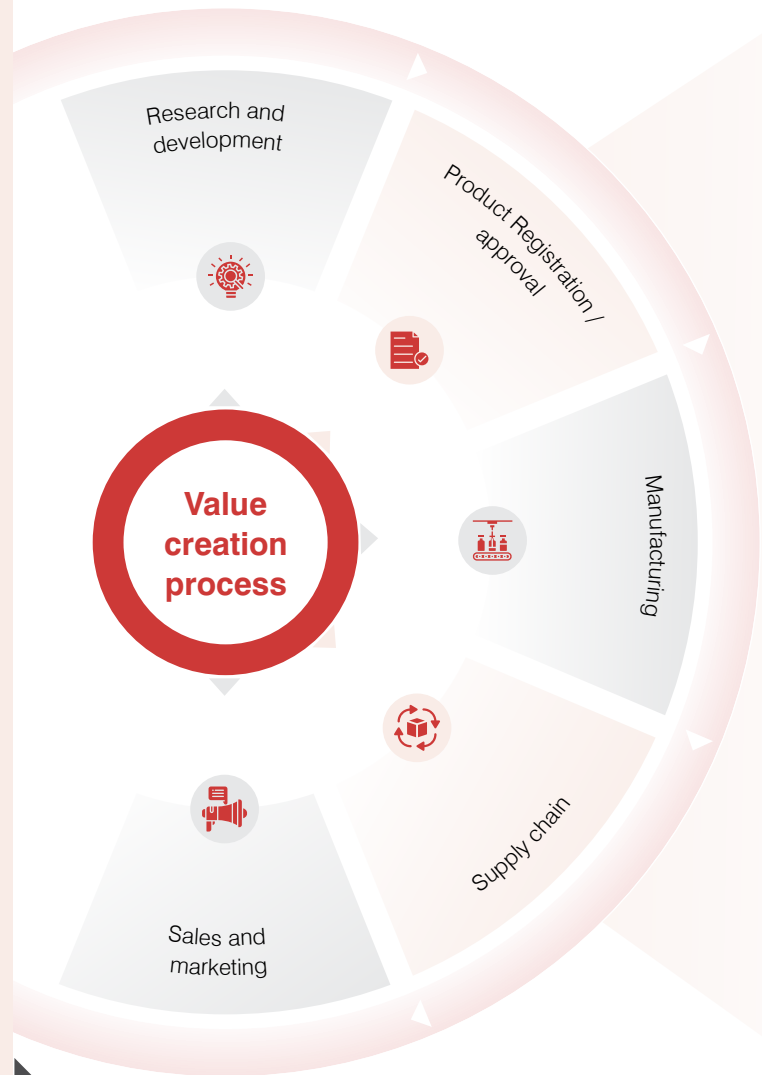 Research and
development
Product Registration /
approval
Value
creation
process
Manufacturing
Supply chain
Sales and
marketing